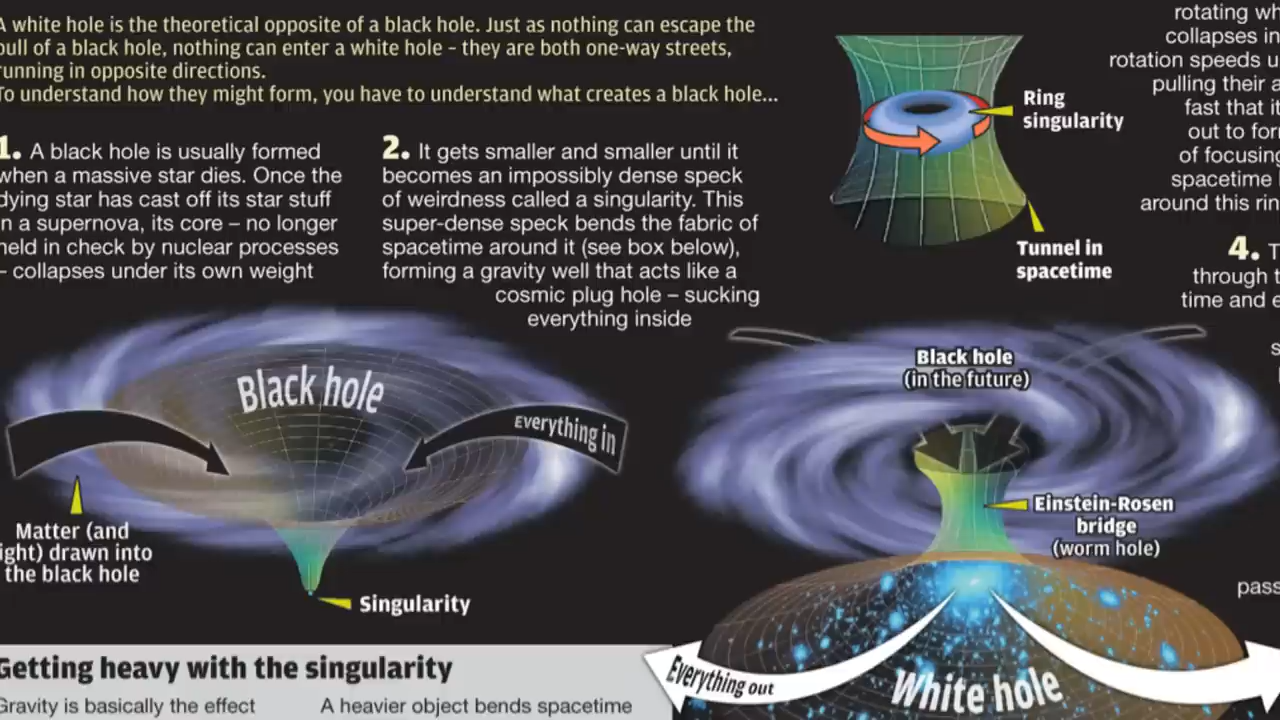 A white hole is the theoretical opposite of a black hole. Just as nothing can escape the
pull of a black hole, nothing can enter a white hole – they are both one-way streets,
running in opposite directions.
To understand how they might form, you have to understand what creates a black hole...
1. A black hole is usually formed
when a massive star dies. Once the
dying star has cast off its star stuff
in a supernova, its core – no longer
held in check by nuclear processes
– collapses under its own weight
2. It gets smaller and smaller until it
becomes an impossibly dense speck
of weirdness called a singularity. This
super-dense speck bends the fabric of
spacetime around it (see box below),
forming a gravity well that acts like a
cosmic plug hole – sucking
everything inside
Ring
singularity
Tunnel in
spacetime
rotating wh
collapses in
rotation speeds u
pulling their a
fast that it
out to for
of focusing
spacetime
around this rin
4. T
through t
time and e
s
pass
Black hole
Everything in
Matter (and
ight) drawn into
the black hole
Singularity
Black hole
(in the future)
Einstein-Rosen
bridge
(worm hole)
Everything out
White hole
Getting heavy with the singularity
Gravity is basically the effect
A heavier object bends spacetime